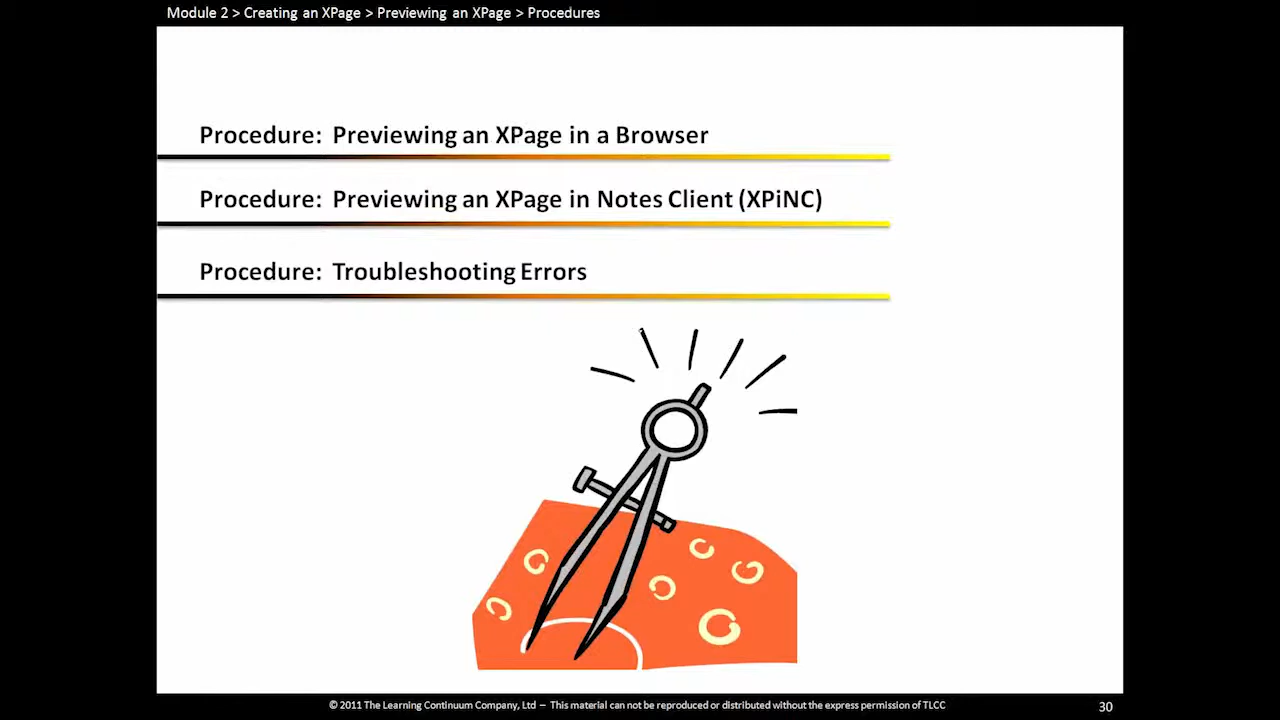 Module 2 > Creating an XPage > Previewing an XPage > Procedures
Procedure: Previewing an XPage in a Browser
Procedure: Previewing an XPage in Notes Client (XPiNC)
Procedure: Troubleshooting Errors
© 2011 The Learning Continuum Company, Ltd – This material can not be reproduced or distributed without the express permission of TLCC
30